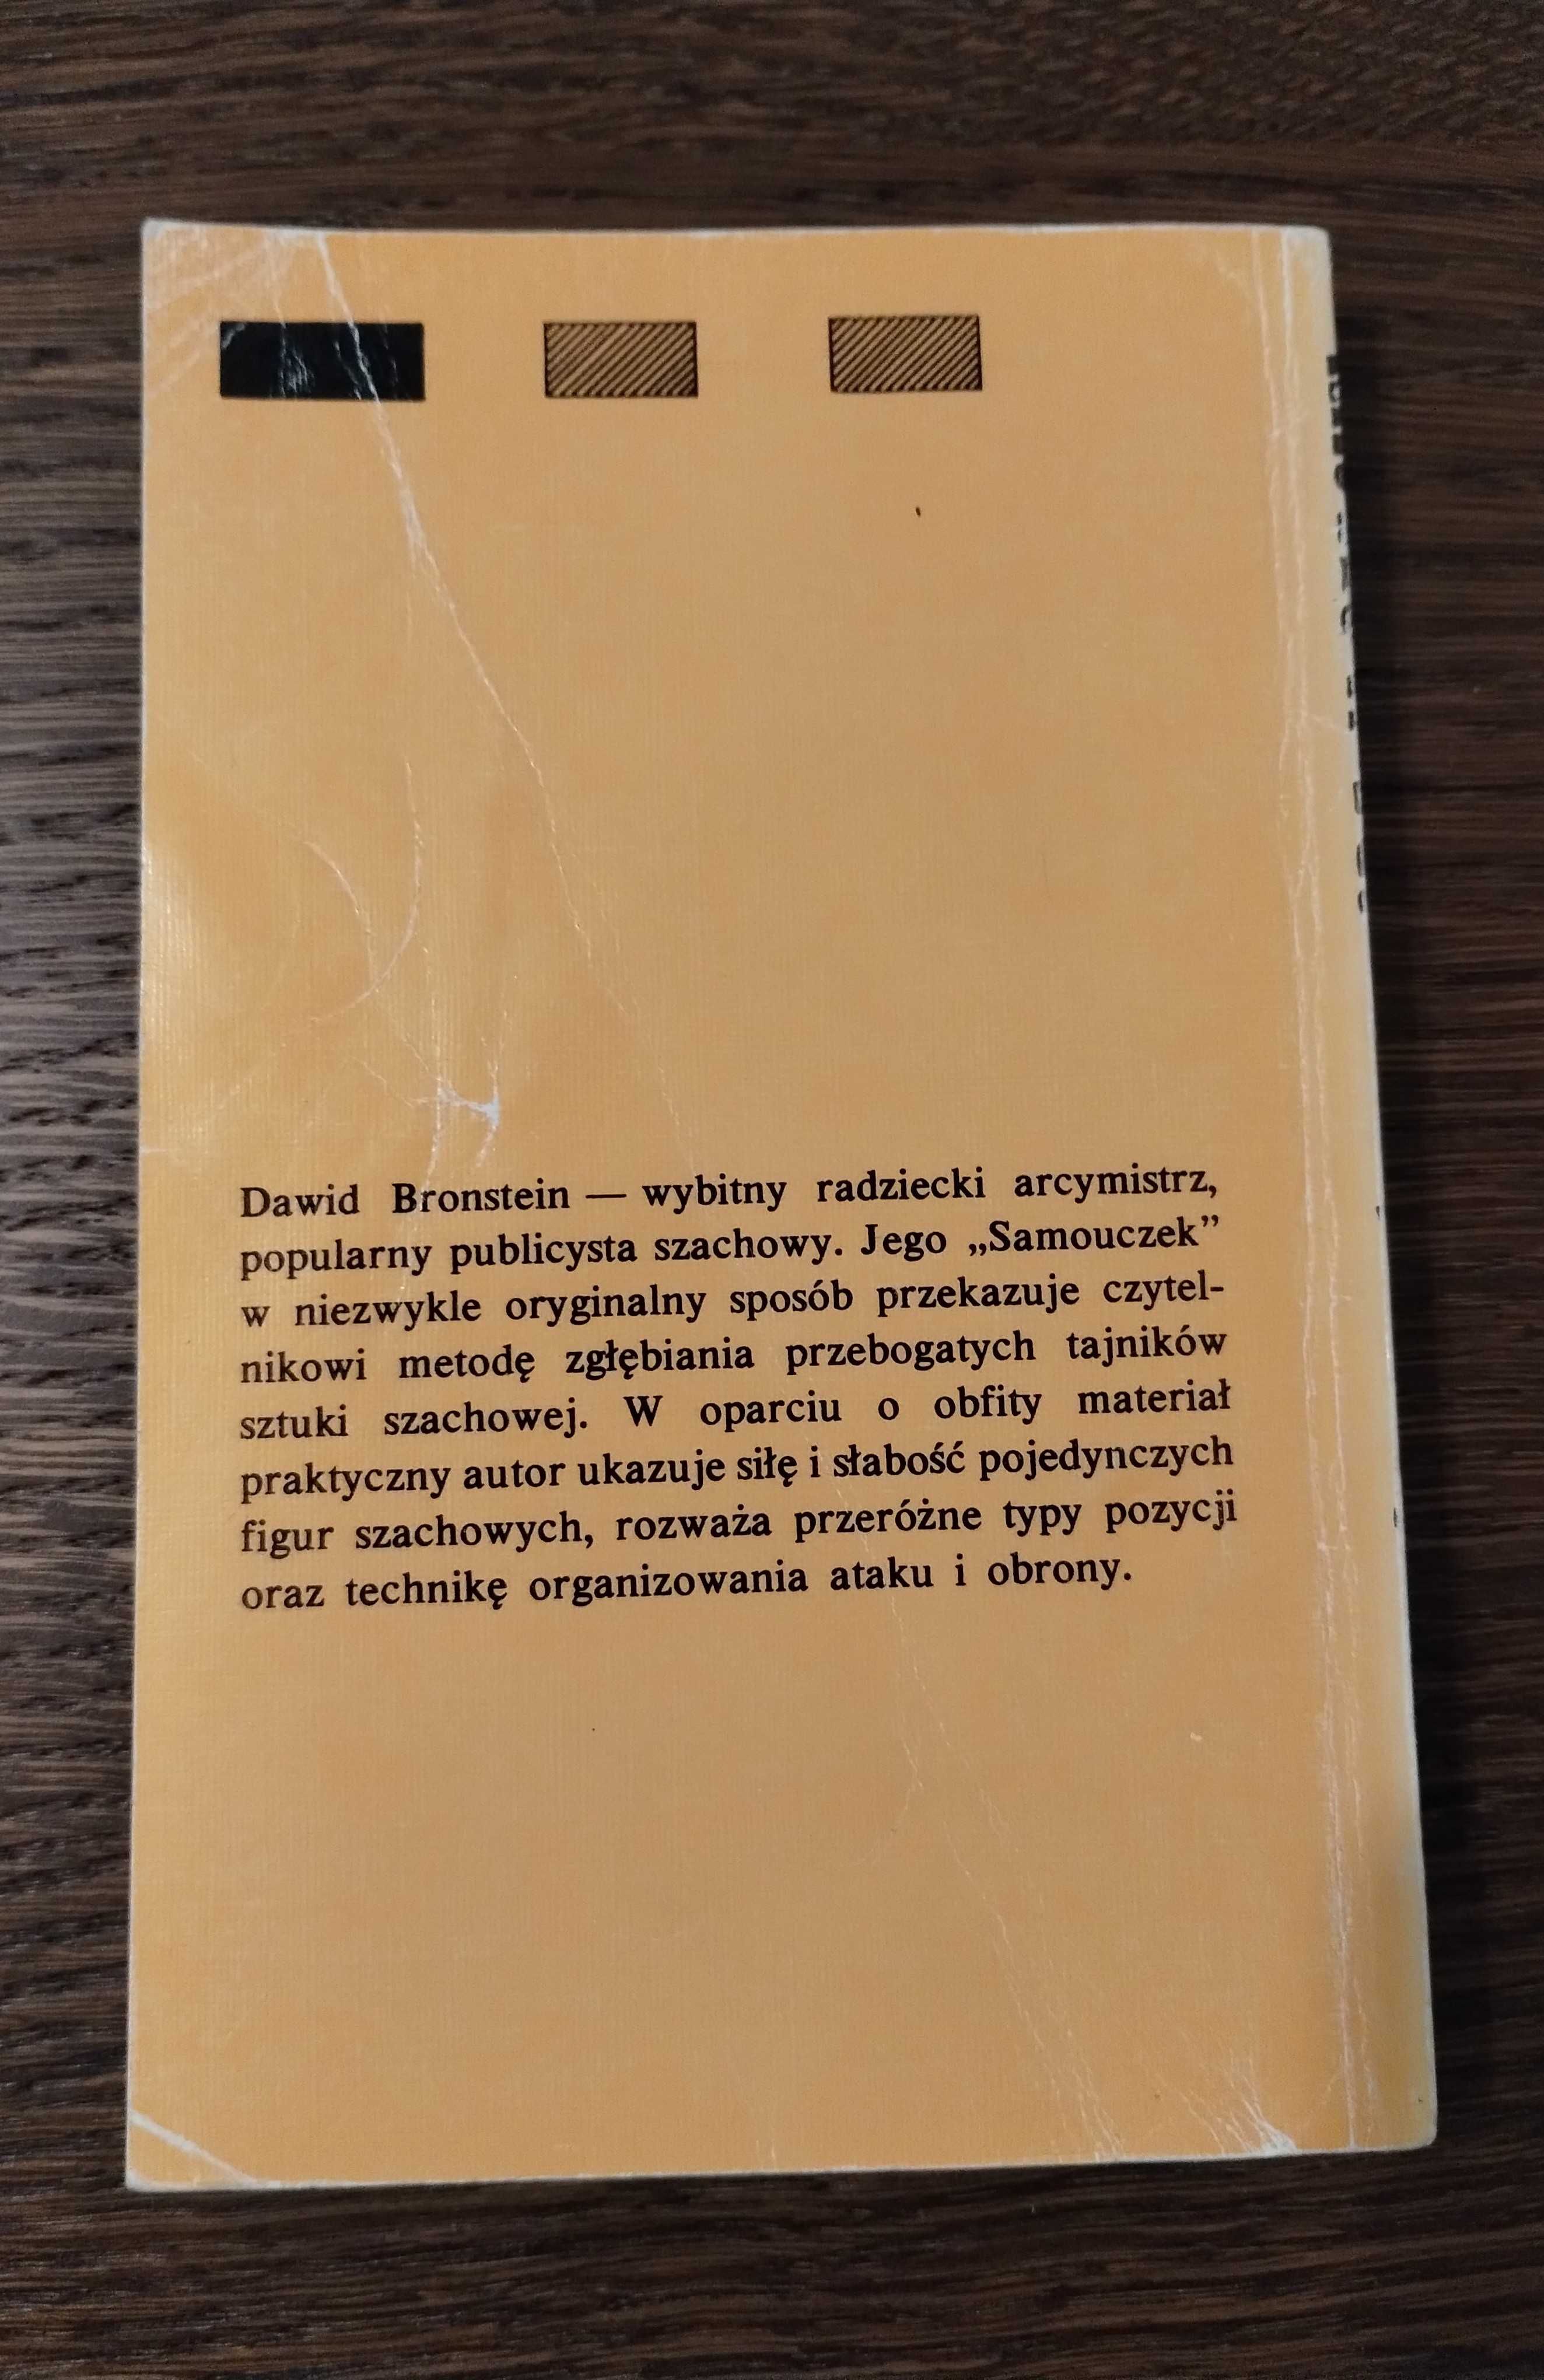 Dawid Bronstein — wybitny radziecki arcymistrz,
popularny publicysta szachowy. Jego „Samouczek”
w niezwykle oryginalny sposób przekazuje czytel-
nikowi metodę zgłębiania przebogatych tajników
sztuki szachowej. W oparciu o obfity materiał
praktyczny autor ukazuje siłę i słabość pojedynczych
figur szachowych, rozważa przeróżne typy pozycji
oraz technikę organizowania ataku i obrony.